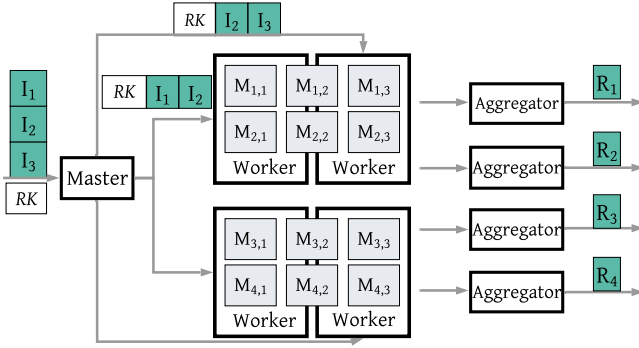 RK I₂ I₃
RK I₁ I₂
I₁
I₂
I₃
RK
Master
M₁,₁ M₁,₂ M₁,₃
M₂,₁ M₂,₂ M₂,₃
Worker Worker
M₃,₁ M₃,₂ M₃,₃
M₄,₁ M₄,₂ M₄,₃
Worker Worker
Aggregator
R₁
Aggregator
R₂
Aggregator
R₃
Aggregator
R₄